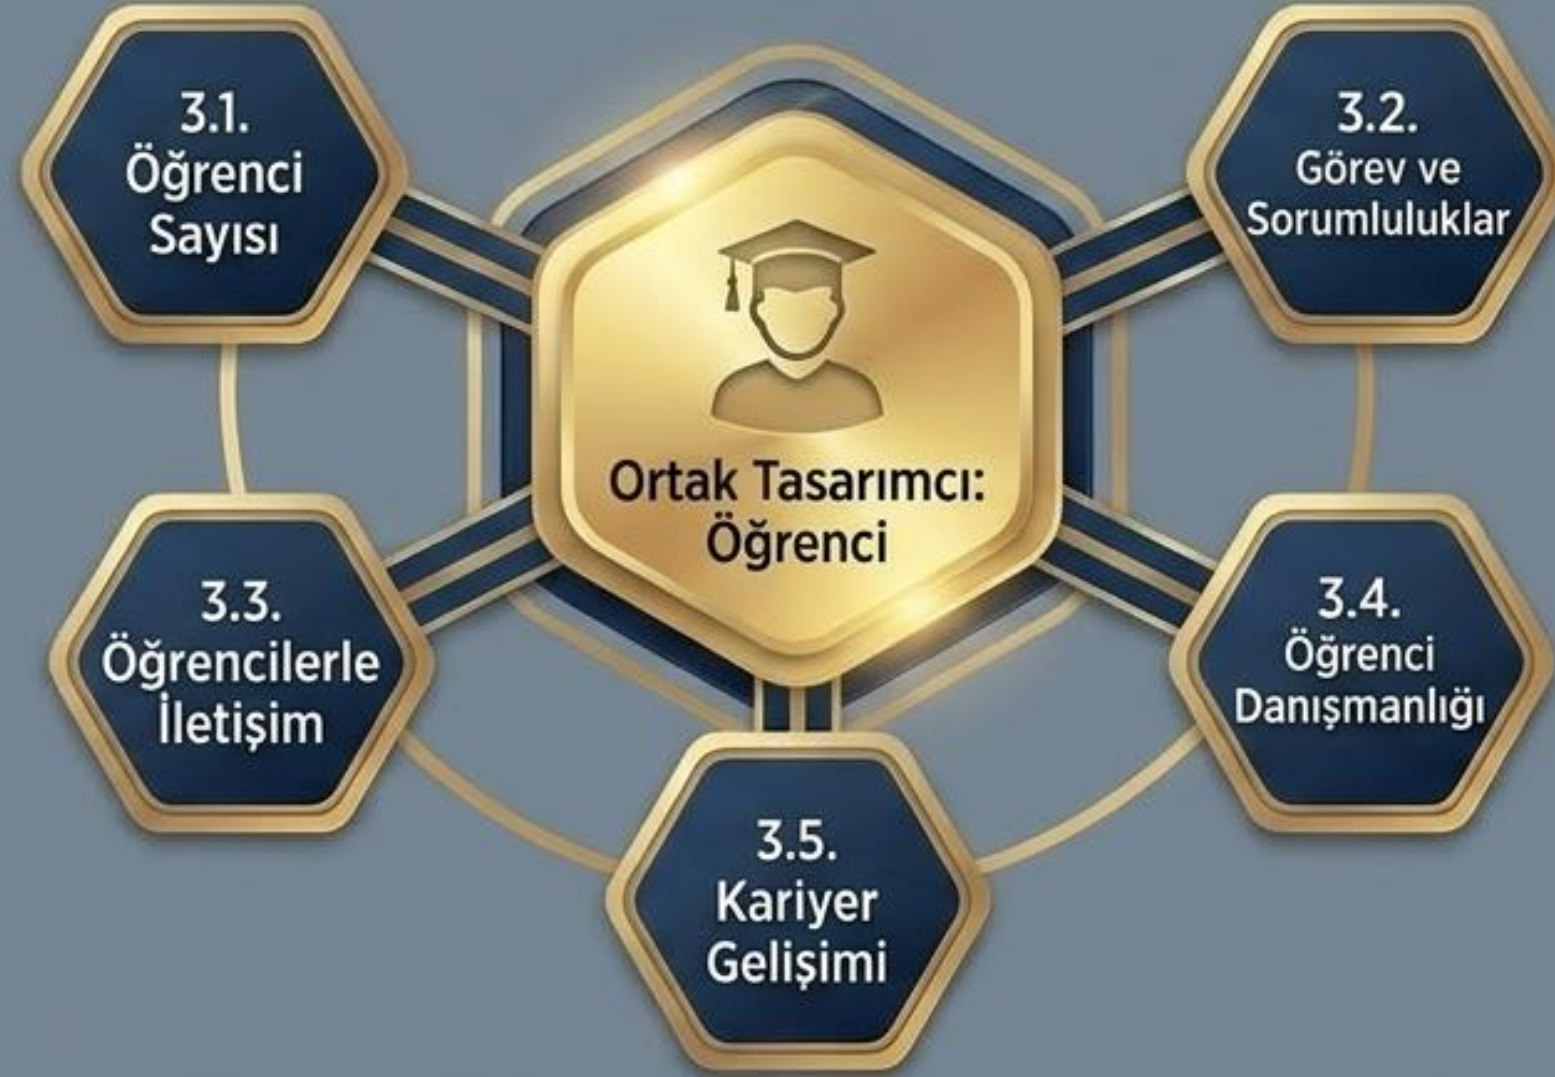 3.1.
Öğrenci
Sayısı
3.2.
Görev ve
Sorumluluklar
Ortak Tasarımcı:
Öğrenci
3.3.
Öğrencilerle
İletişim
3.4.
Öğrenci
Danışmanlığı
3.5.
Kariyer
Gelişimi